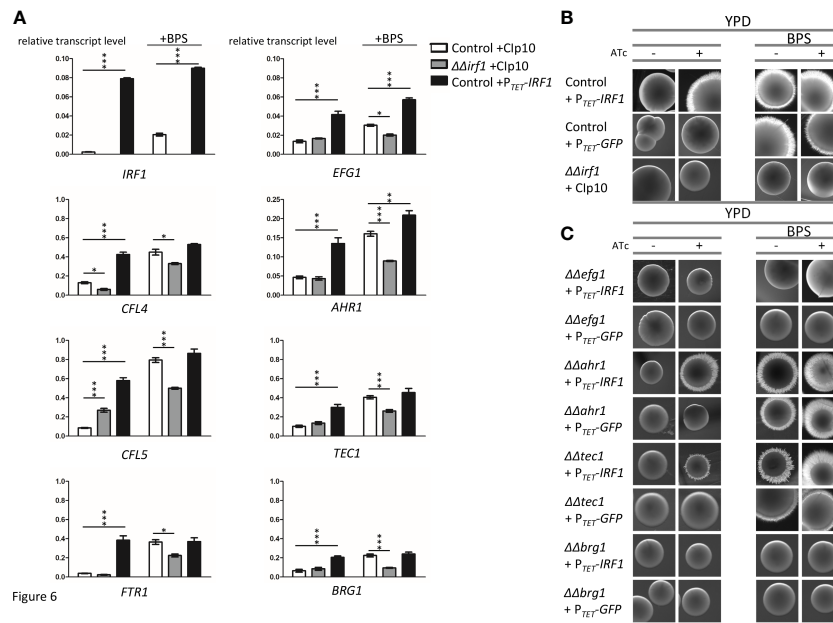 A
relative transcript level
+BPS
relative transcript level
+BPS
Control +CIp10
ΔΔirf1 +CIp10
Control +PTET-IRF1
0.10
0.08
0.06
0.04
0.02
0.00
***
***
IRF1
0.10
0.08
0.06
0.04
0.02
0.00
***
*
***
EFG1
1.0
0.8
0.6
0.4
0.2
0.0
*
***
*
CFL4
0.25
0.20
0.15
0.10
0.05
0.00
***
***
**
AHR1
1.0
0.8
0.6
0.4
0.2
0.0
***
***
***
CFL5
1.0
0.8
0.6
0.4
0.2
0.0
***
***
TEC1
1.0
0.8
0.6
0.4
0.2
0.0
***
*
FTR1
1.0
0.8
0.6
0.4
0.2
0.0
***
***
BRG1
Figure 6
B
YPD
BPS
ATc - + - +
Control
+ PTET-IRF1
Control
+ PTET-GFP
ΔΔirf1
+ CIp10
C
YPD
BPS
ATc - + - +
ΔΔefg1
+ PTET-IRF1
ΔΔefg1
+ PTET-GFP
ΔΔahr1
+ PTET-IRF1
ΔΔahr1
+ PTET-GFP
ΔΔtec1
+ PTET-IRF1
ΔΔtec1
+ PTET-GFP
ΔΔbrg1
+ PTET-IRF1
ΔΔbrg1
+ PTET-GFP